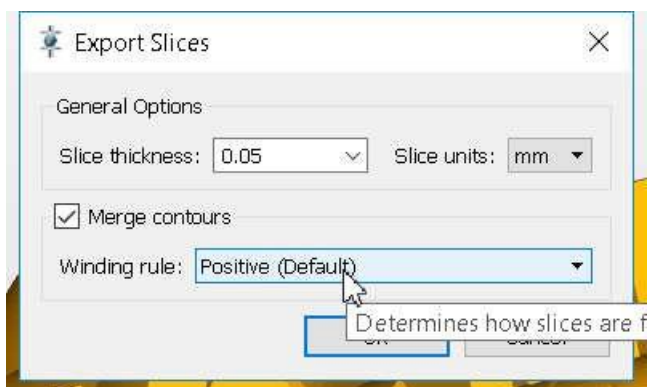 Export Slices
General Options
Slice thickness: 0.05 Slice units: mm
Merge contours
Winding rule: Positive (Default)
Determines how slices are f